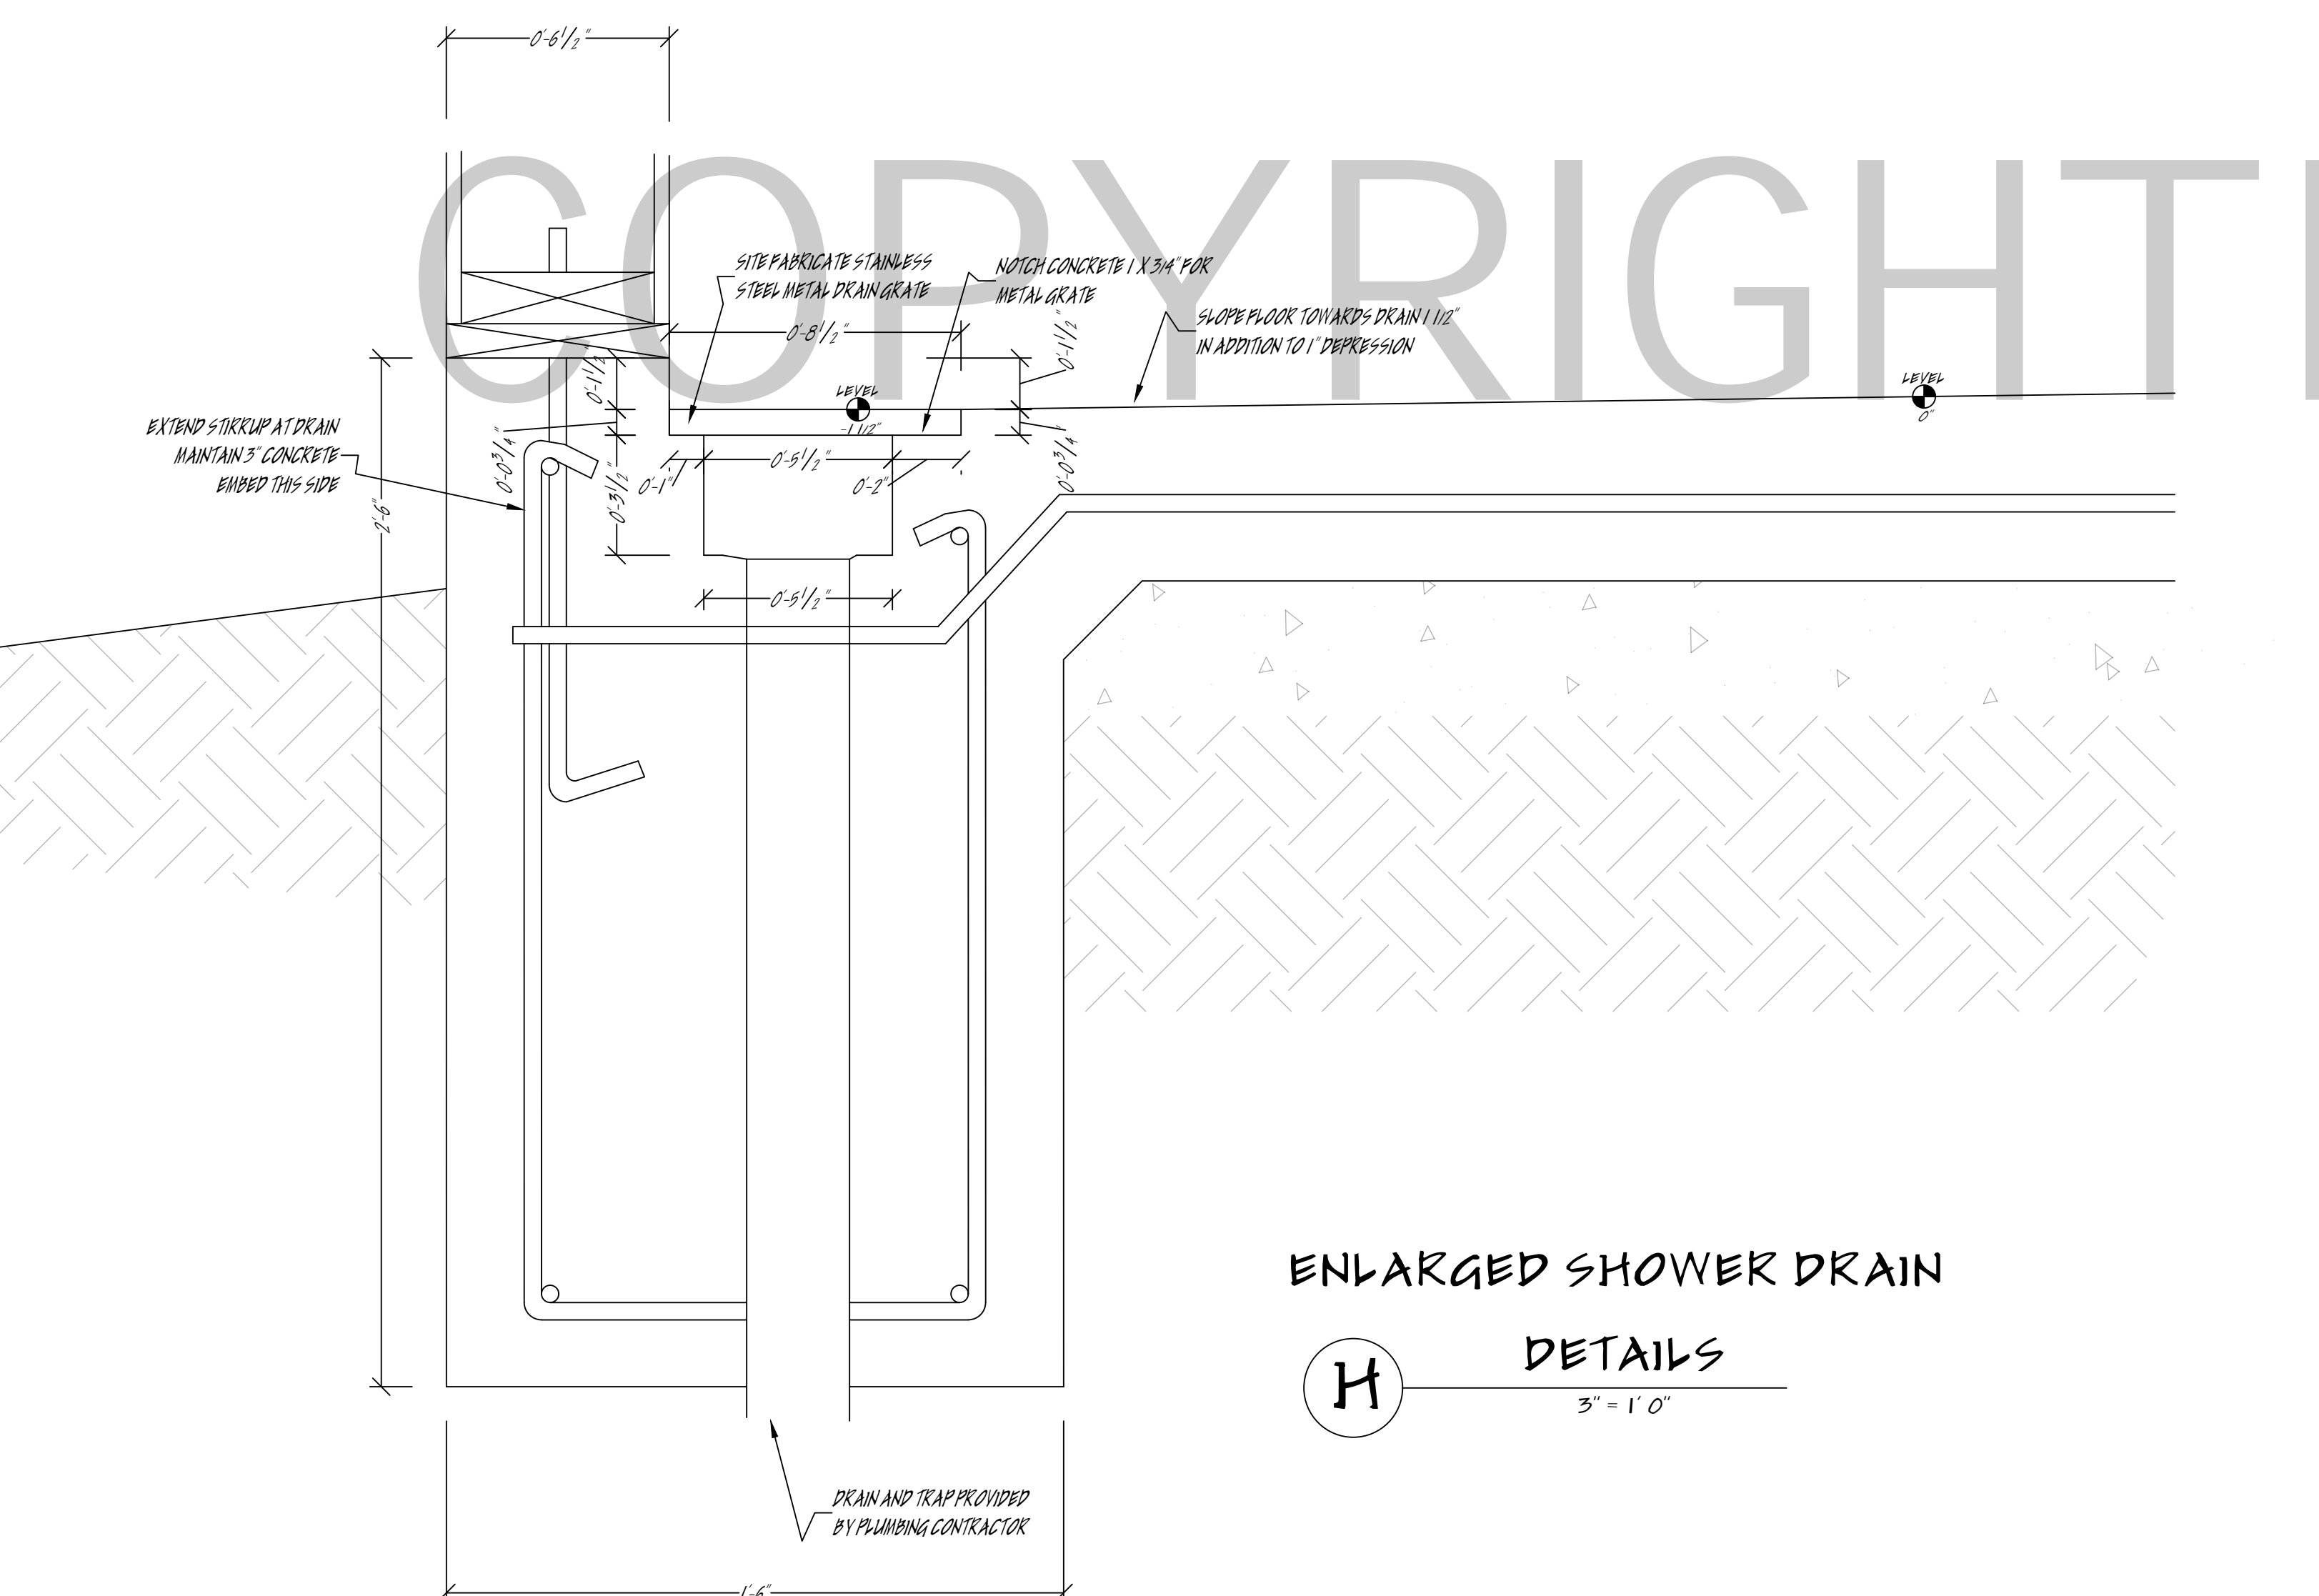 0'-6 1/2"
COPYRIGHT
SITE FABRICATE STAINLESS
STEEL METAL DRAIN GRATE
NOTCH CONCRETE 1 X 3/4" FOR
METAL GRATE
SLOPE FLOOR TOWARDS DRAIN 1 1/2"
IN ADDITION TO 1" DEPRESSION
0'-8 1/2"
0'-1 1/2"
0'-1 1/2"
LEVEL
-1 1/2"
LEVEL
0"
EXTEND STIRRUP AT DRAIN
MAINTAIN 3" CONCRETE
EMBED THIS SIDE
2'-6"
0'-0 3/4"
0'-3 1/2"
0'-1"
0'-5 1/2"
0'-2"
0'-0 3/4"
0'-5 1/2"
ENLARGED SHOWER DRAIN
DETAILS
H
3" = 1' 0"
DRAIN AND TRAP PROVIDED
BY PLUMBING CONTRACTOR
1'-6"